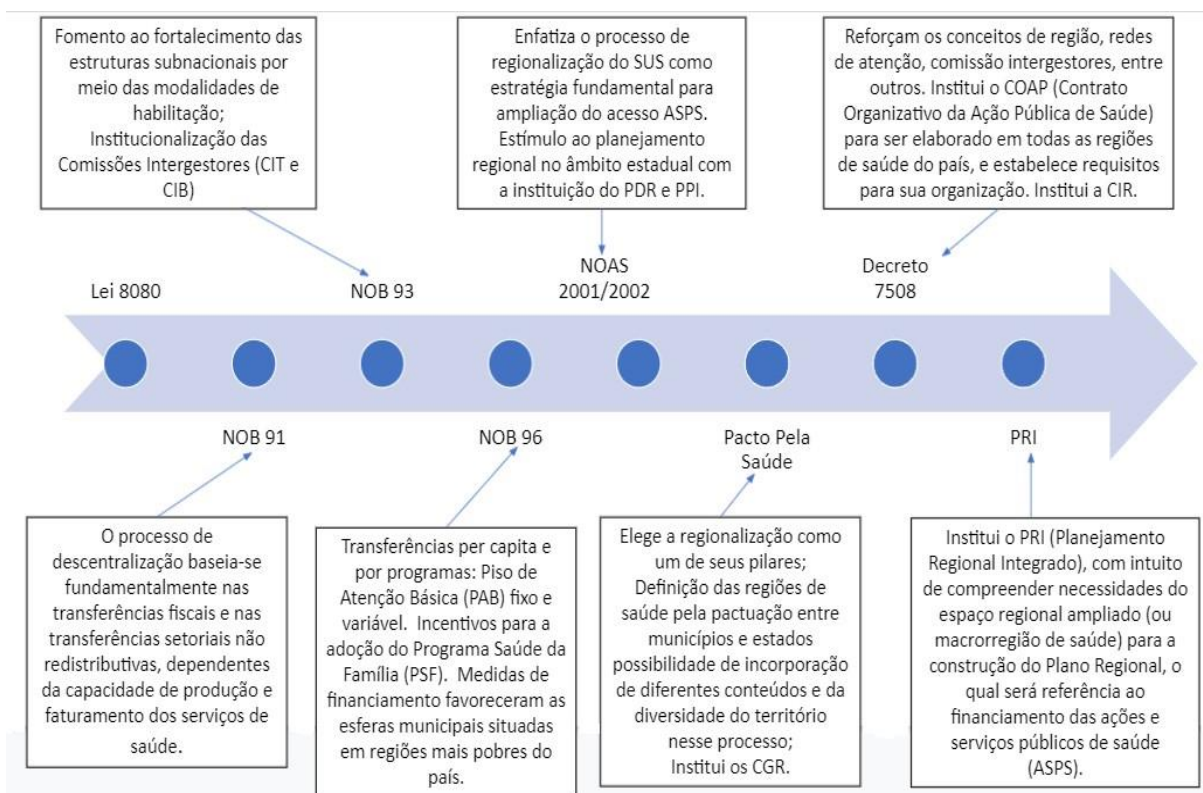 Fomento ao fortalecimento das
estruturas subnacionais por
meio das modalidades de
habilitação;
Institucionalização das
Comissões Intergestores (CIT e
CIB)
Enfatiza o processo de
regionalização do SUS como
estratégia fundamental para
ampliação do acesso ASPS.
Estímulo ao planejamento
regional no âmbito estadual com
a instituição do PDR e PPI.
Reforçam os conceitos de região, redes
de atenção, comissão intergestores, entre
outros. Institui o COAP (Contrato
Organizativo da Ação Pública de Saúde)
para ser elaborado em todas as regiões
de saúde do país, e estabelece requisitos
para sua organização. Institui a CIR.
Lei 8080
NOB 93
NOAS
2001/2002
Decreto
7508
NOB 91
NOB 96
Pacto Pela
Saúde
PRI
O processo de
descentralização baseia-se
fundamentalmente nas
transferências fiscais e nas
transferências setoriais não
redistributivas, dependentes
da capacidade de produção e
faturamento dos serviços de
saúde.
Transferências per capita e
por programas: Piso de
Atenção Básica (PAB) fixo e
variável. Incentivos para a
adoção do Programa Saúde da
Família (PSF). Medidas de
financiamento favoreceram as
esferas municipais situadas
em regiões mais pobres do
país.
Elege a regionalização como
um de seus pilares;
Definição das regiões de
saúde pela pactuação entre
municípios e estados
possibilidade de incorporação
de diferentes conteúdos e da
diversidade do território
nesse processo;
Institui os CGR.
Institui o PRI (Planejamento
Regional Integrado), com intuito
de compreender necessidades do
espaço regional ampliado (ou
macrorregião de saúde) para a
construção do Plano Regional, o
qual será referência ao
financiamento das ações e
serviços públicos de saúde
(ASPS).